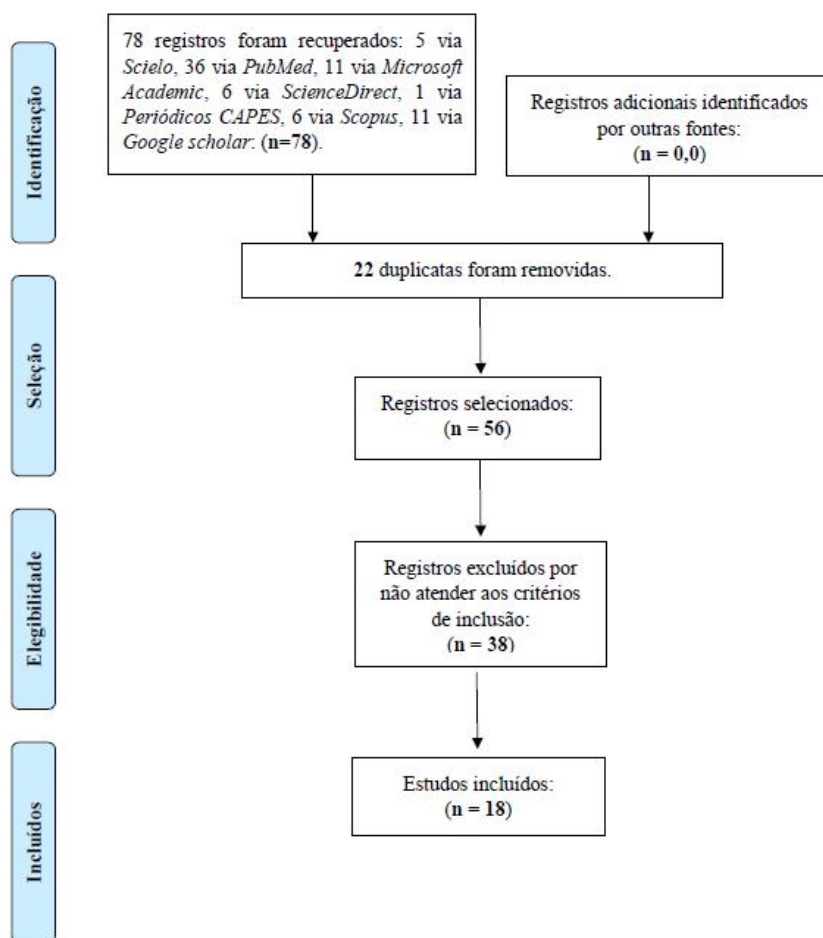 Identificação
78 registros foram recuperados: 5 via
Scielo, 36 via PubMed, 11 via Microsoft
Academic, 6 via ScienceDirect, 1 via
Periódicos CAPES, 6 via Scopus, 11 via
Google scholar: (n=78).
Registros adicionais identificados
por outras fontes:
(n = 0,0)
22 duplicatas foram removidas.
Seleção
Registros selecionados:
(n = 56)
Elegibilidade
Registros excluídos por
não atender aos critérios
de inclusão:
(n = 38)
Incluídos
Estudos incluídos:
(n = 18)